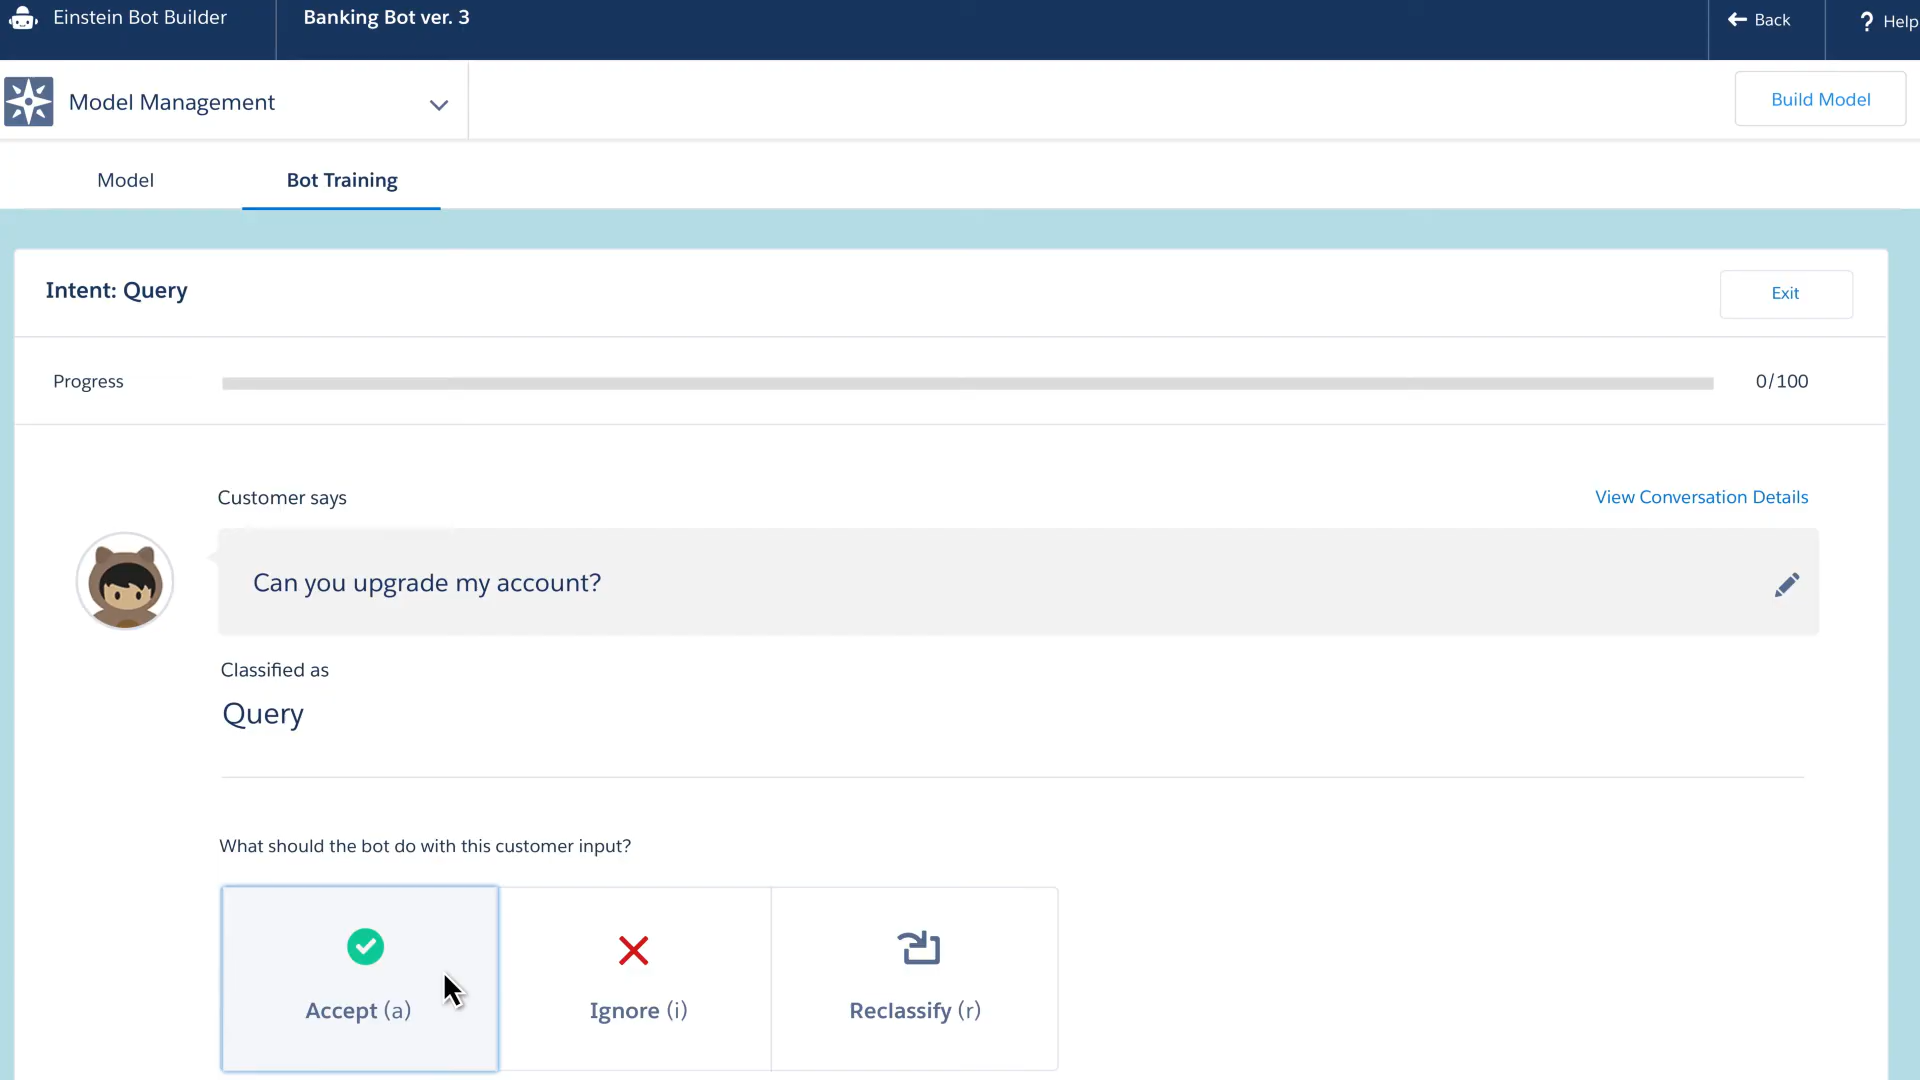 Einstein Bot Builder
Banking Bot ver. 3
Back
? Help
Model Management
Build Model
Model
Bot Training
Intent: Query
Exit
Progress
0/100
Customer says
View Conversation Details
Can you upgrade my account?
Classified as
Query
What should the bot do with this customer input?
Accept (a)
Ignore (i)
Reclassify (r)